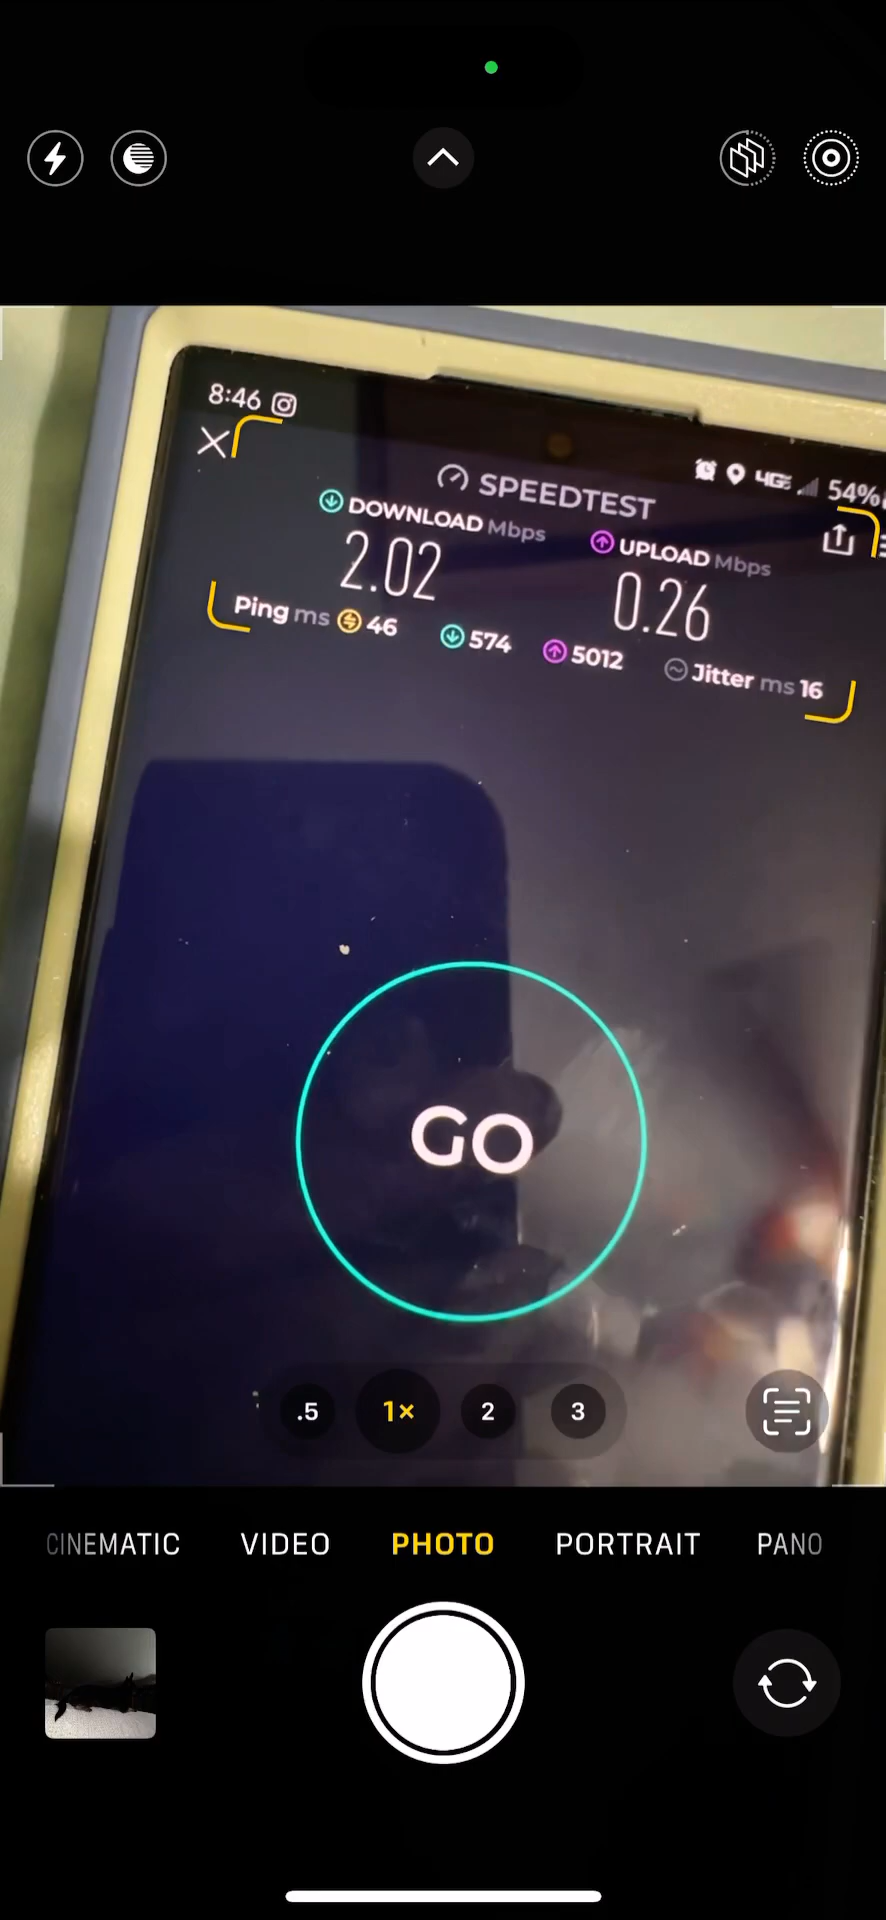 8:46
4GE 54%
SPEEDTEST
DOWNLOAD Mbps
UPLOAD Mbps
2.02
0.26
Ping ms 46 574 5012 Jitter ms 16
GO
.5 1× 2 3
CINEMATIC VIDEO PHOTO PORTRAIT PANO